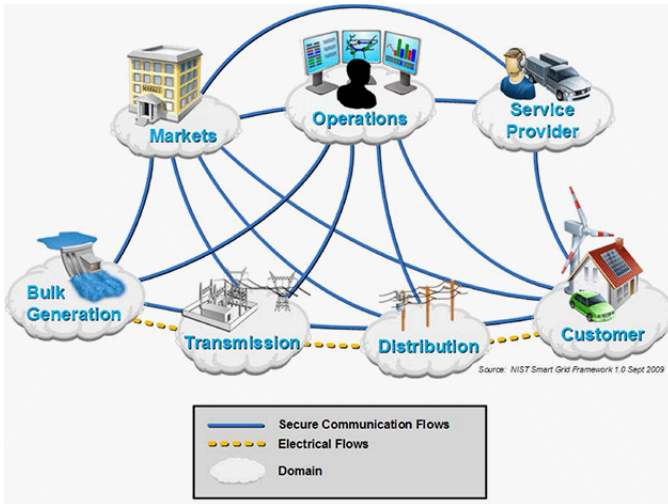 MARKET
Markets
Operations
Service
Provider
Bulk
Generation
Transmission
Distribution
Customer
Source: NIST Smart Grid Framework 1.0 Sept 2009
Secure Communication Flows
Electrical Flows
Domain